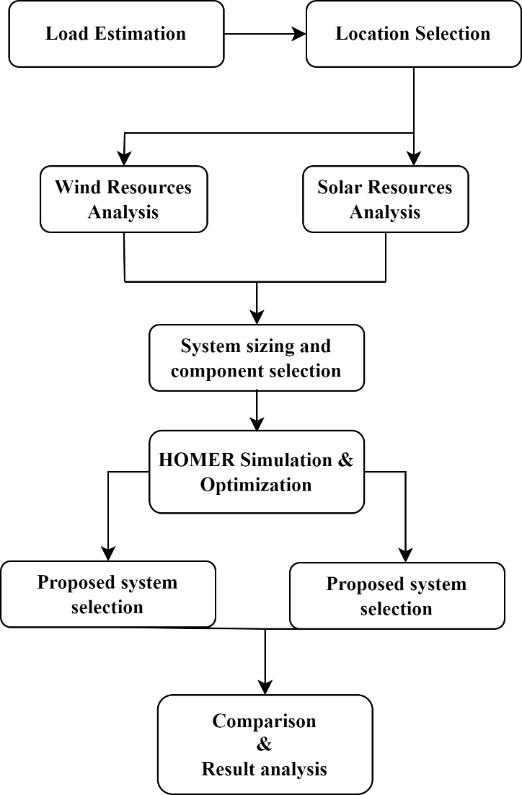 Load Estimation
Location Selection
Wind Resources
Analysis
Solar Resources
Analysis
System sizing and
component selection
HOMER Simulation &
Optimization
Proposed system
selection
Proposed system
selection
Comparison
&
Result analysis